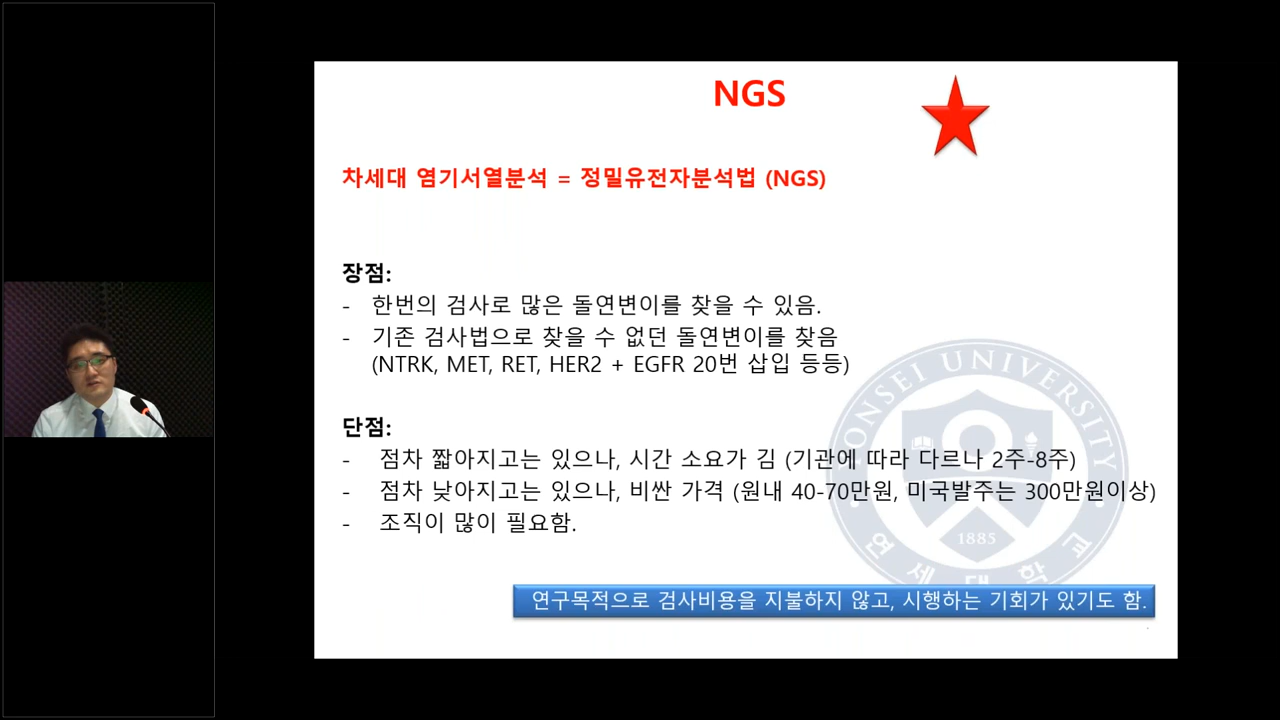 NGS
차세대 염기서열분석 = 정밀유전자분석법 (NGS)
장점:
- 한번의 검사로 많은 돌연변이를 찾을 수 있음.
- 기존 검사법으로 찾을 수 없던 돌연변이를 찾음
(NTRK, MET, RET, HER2 + EGFR 20번 삽입 등등)
단점:
- 점차 짧아지고는 있으나, 시간 소요가 김 (기관에 따라 다르나 2주-8주)
- 점차 낮아지고는 있으나, 비싼 가격 (원내 40-70만원, 미국발주는 300만원이상)
- 조직이 많이 필요함.
YONSEI UNIVERSITY
1885
연세대학교
연구목적으로 검사비용을 지불하지 않고, 시행하는 기회가 있기도 함.